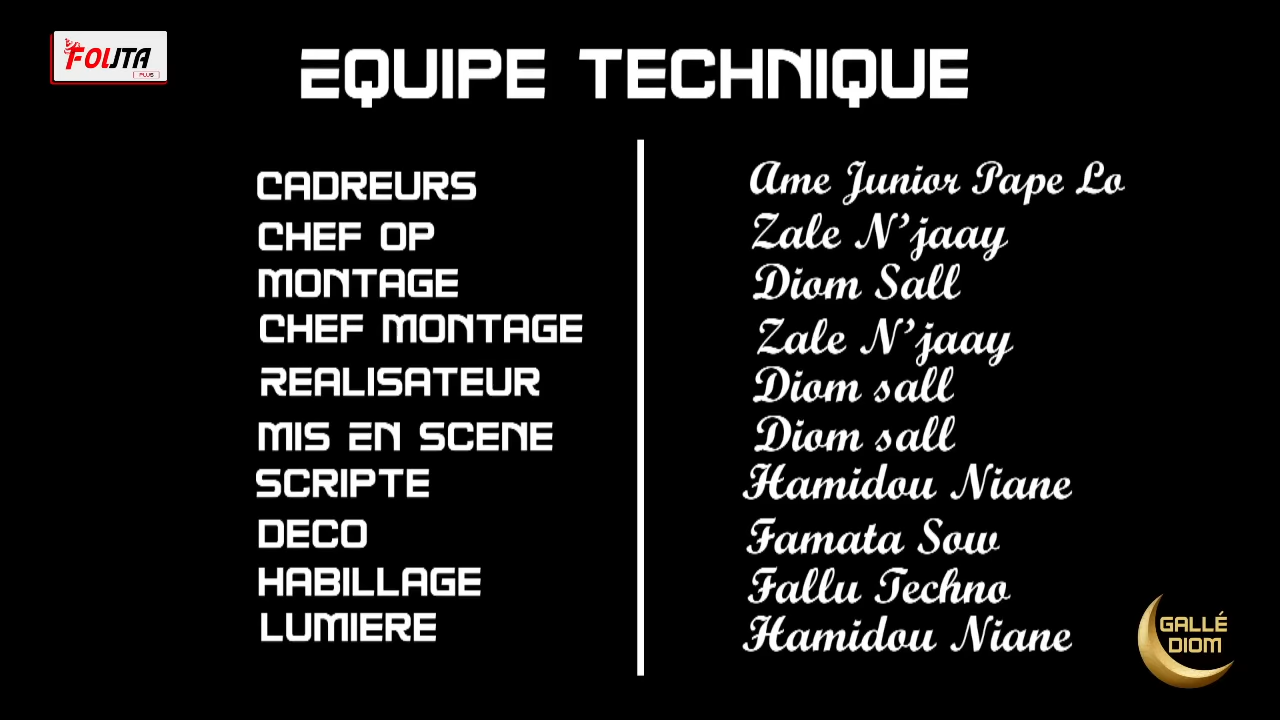 FOUTA
PLUS
EQUIPE TECHNIQUE
CADREURS Ame Junior Pape Lo
CHEF OP Zale N'jaay
MONTAGE Diom Sall
CHEF MONTAGE Zale N'jaay
REALISATEUR Diom sall
MIS EN SCENE Diom sall
SCRIPTE Hamidou Niane
DECO Famata Sow
HABILLAGE Fallu Techno
LUMIERE Hamidou Niane
GALLÉ
DIOM